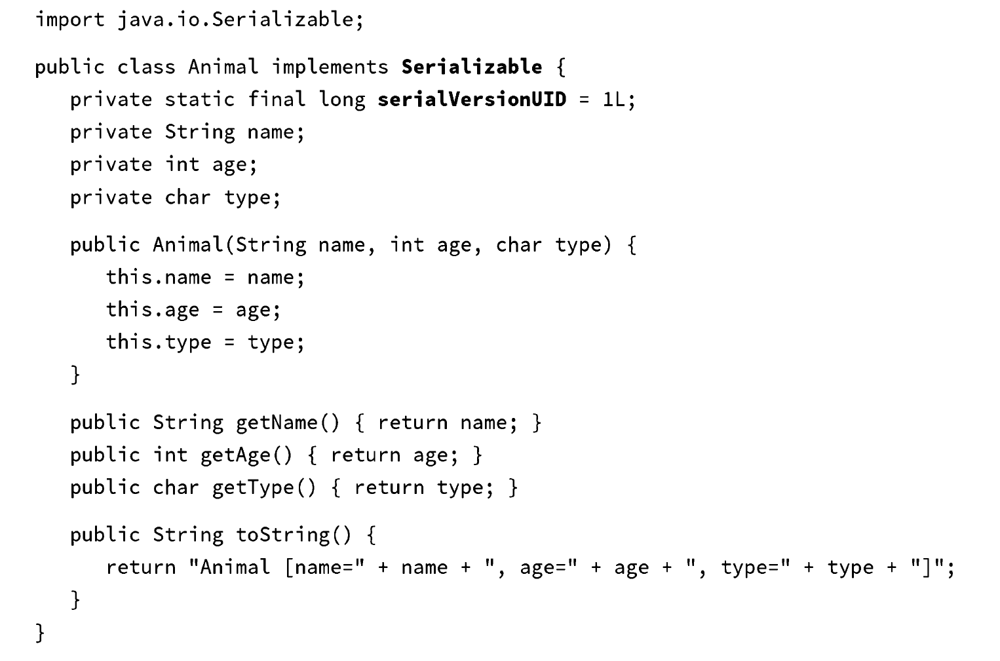 import java.io.Serializable;
public class Animal implements Serializable {
private static final long serialVersionUID = 1L;
private String name;
private int age;
private char type;
public Animal(String name, int age, char type) {
this.name = name;
this.age = age;
this.type = type;
}
public String getName() { return name; }
public int getAge() { return age; }
public char getType() { return type; }
public String toString() {
return "Animal [name=" + name + ", age=" + age + ", type=" + type + "]";
}
}